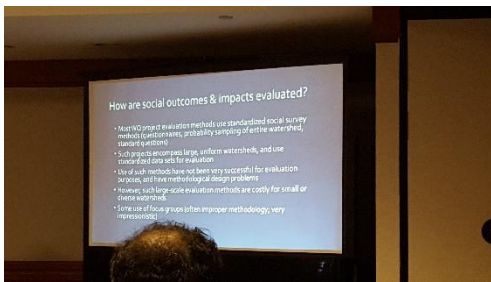 How are social outcomes & impacts evaluated?
• Most WQ project evaluation methods use standardized social survey
methods (questionnaires, probability sampling of entire watershed,
standard questions)
• Such projects encompass large, uniform watersheds, and use
standardized data sets for evaluation
• Use of such methods have not been very successful for evaluation
purposes, and have methodological design problems
• However, such large-scale evaluation methods are costly for small or
diverse watersheds
• Some use of focus groups (often improper methodology; very
impressionistic)